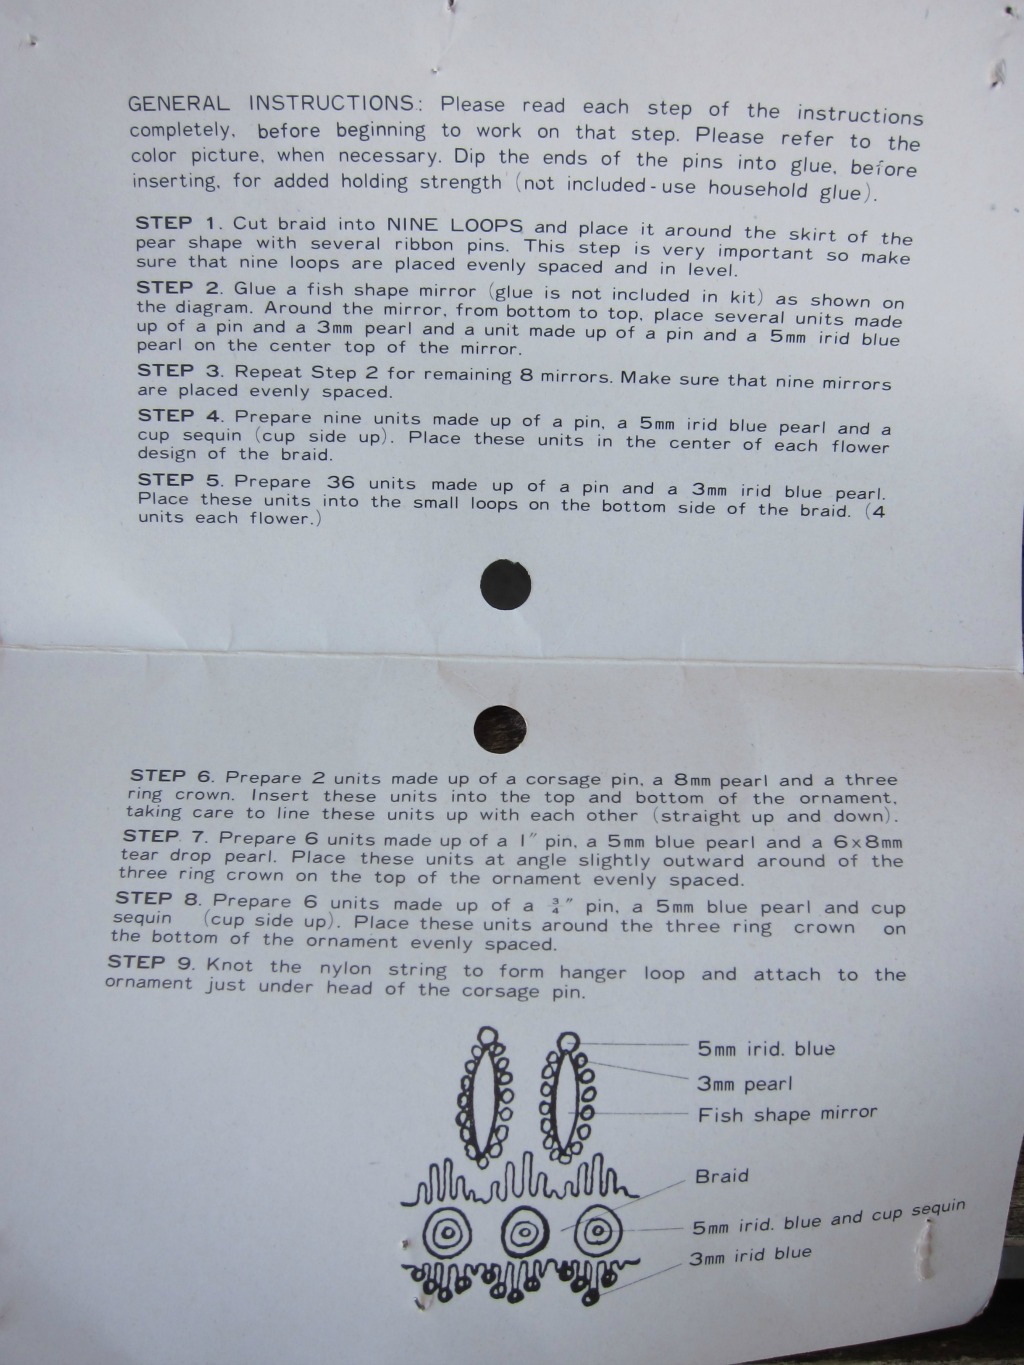 GENERAL INSTRUCTIONS: Please read each step of the instructions
completely, before beginning to work on that step. Please refer to the
color picture, when necessary. Dip the ends of the pins into glue, before
inserting, for added holding strength (not included - use household glue).
STEP 1. Cut braid into NINE LOOPS and place it around the skirt of the
pear shape with several ribbon pins. This step is very important so make
sure that nine loops are placed evenly spaced and in level.
STEP 2. Glue a fish shape mirror (glue is not included in kit) as shown on
the diagram. Around the mirror, from bottom to top, place several units made
up of a pin and a 3mm pearl and a unit made up of a pin and a 5mm irid blue
pearl on the center top of the mirror.
STEP 3. Repeat Step 2 for remaining 8 mirrors. Make sure that nine mirrors
are placed evenly spaced.
STEP 4. Prepare nine units made up of a pin, a 5mm irid blue pearl and a
cup sequin (cup side up). Place these units in the center of each flower
design of the braid.
STEP 5. Prepare 36 units made up of a pin and a 3mm irid blue pearl.
Place these units into the small loops on the bottom side of the braid. (4
units each flower.)
STEP 6. Prepare 2 units made up of a corsage pin, a 8mm pearl and a three
ring crown. Insert these units into the top and bottom of the ornament,
taking care to line these units up with each other (straight up and down).
STEP 7. Prepare 6 units made up of a 1" pin, a 5mm blue pearl and a 6x8mm
tear drop pearl. Place these units at angle slightly outward around of the
three ring crown on the top of the ornament evenly spaced.
STEP 8. Prepare 6 units made up of a ¾" pin, a 5mm blue pearl and cup
sequin (cup side up). Place these units around the three ring crown on
the bottom of the ornament evenly spaced.
STEP 9. Knot the nylon string to form hanger loop and attach to the
ornament just under head of the corsage pin.
5mm irid. blue
3mm pearl
Fish shape mirror
Braid
5mm irid. blue and cup sequin
3mm irid blue